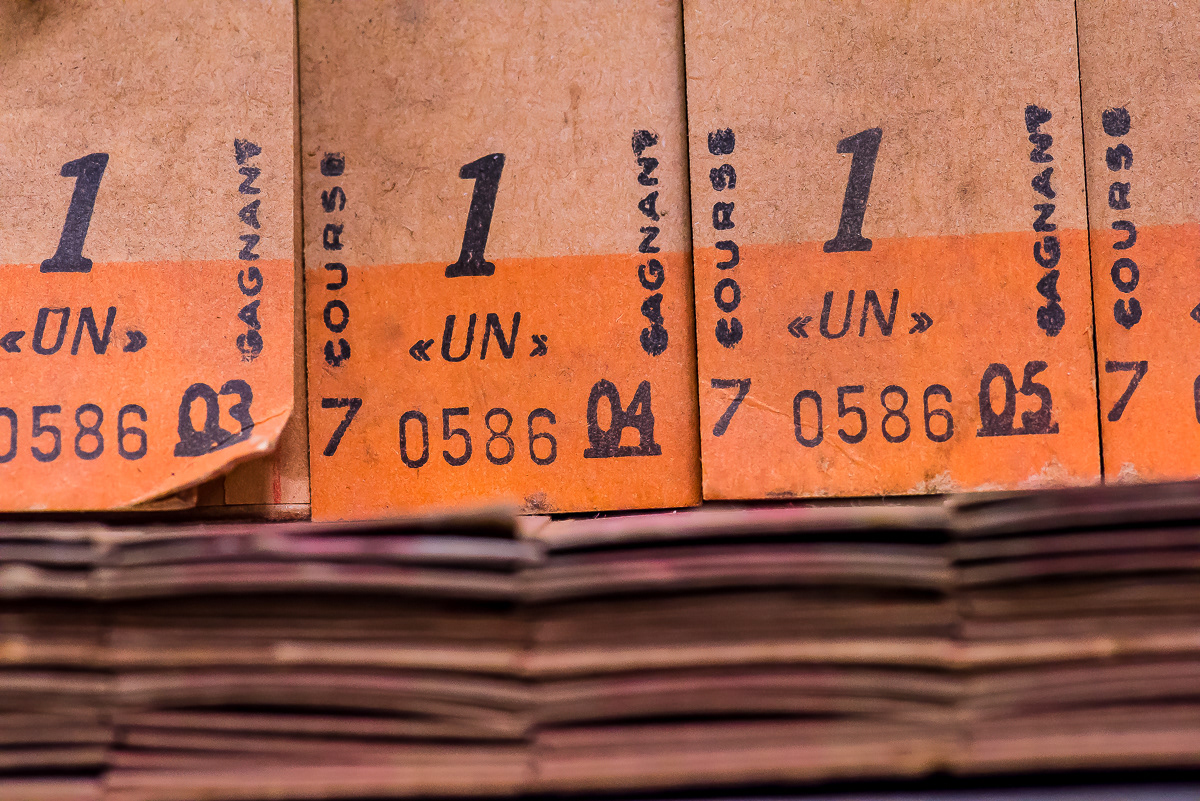 1
GAGNANT
«UN»
0586 03
COURSE
1
GAGNANT
«UN»
7 0586 04
COURSE
1
GAGNANT
«UN»
7 0586 05
COURSE
7